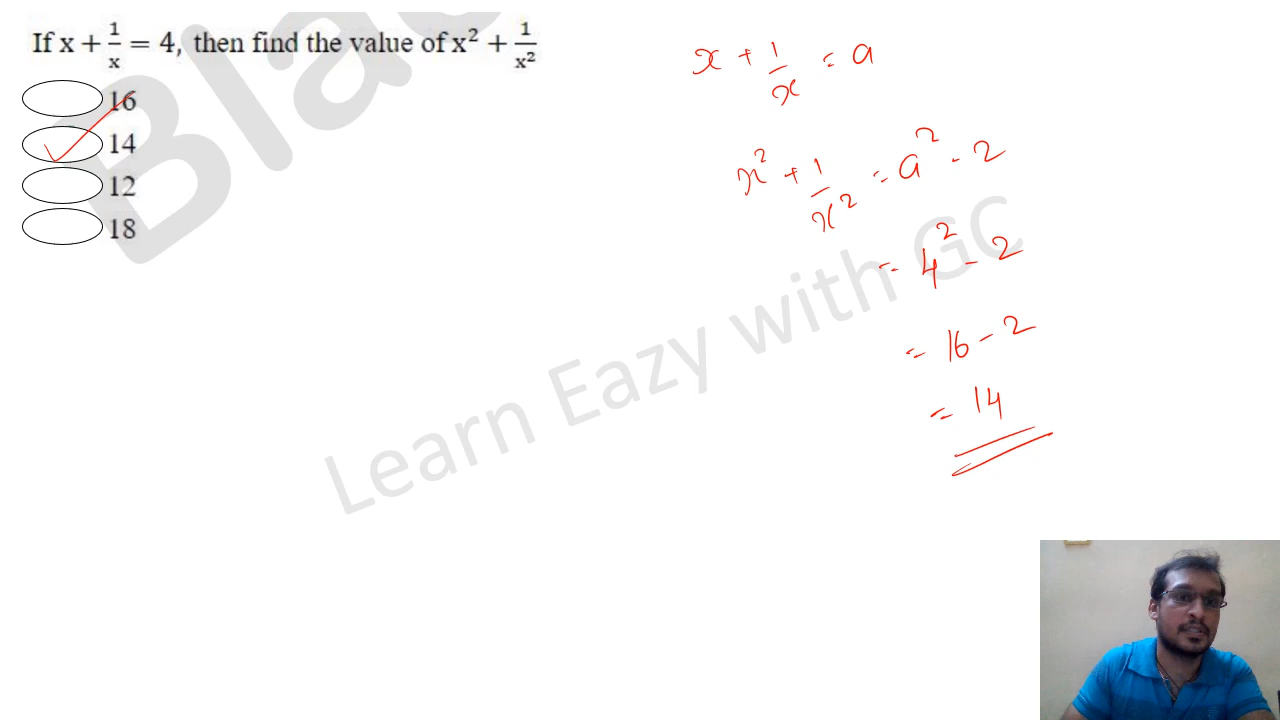 If x + 1/x = 4, then find the value of x² + 1/x²
16
14
12
18
x + 1/x = a
x² + 1/x² = a² - 2
= 4² - 2
= 16 - 2
= 14
Learn Eazy with GC
Blac